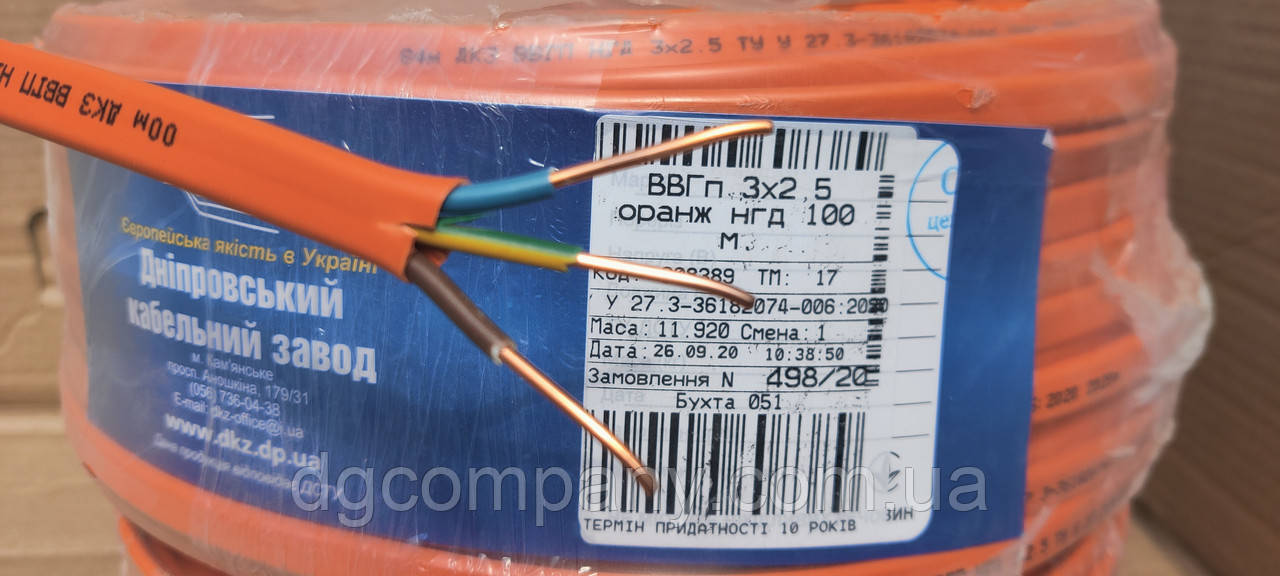 ДКЗ ВВГП НГД 3×2.5 ТУ У 27.3-
00м ДКЗ ВВГП Н
Європейська якість в Україні
Дніпровський
кабельний завод
м. Кам'янське
просп. Аношкіна, 179/31
(056) 736-04-38
E-mail: dkz-office@i.ua
www.dkz.dp.ua
ВВГп 3х2,5
оранж нгд 100
м
Код: ТМ: 17
У 27.3-36182074-006:2020
Маса: 11.920 Смена: 1
Дата: 26.09.20 10:38:50
Замовлення N 498/20
Бухта 051
ТЕРМІН ПРИДАТНОСТІ 10 РОКІВ
dgcompany.com.ua